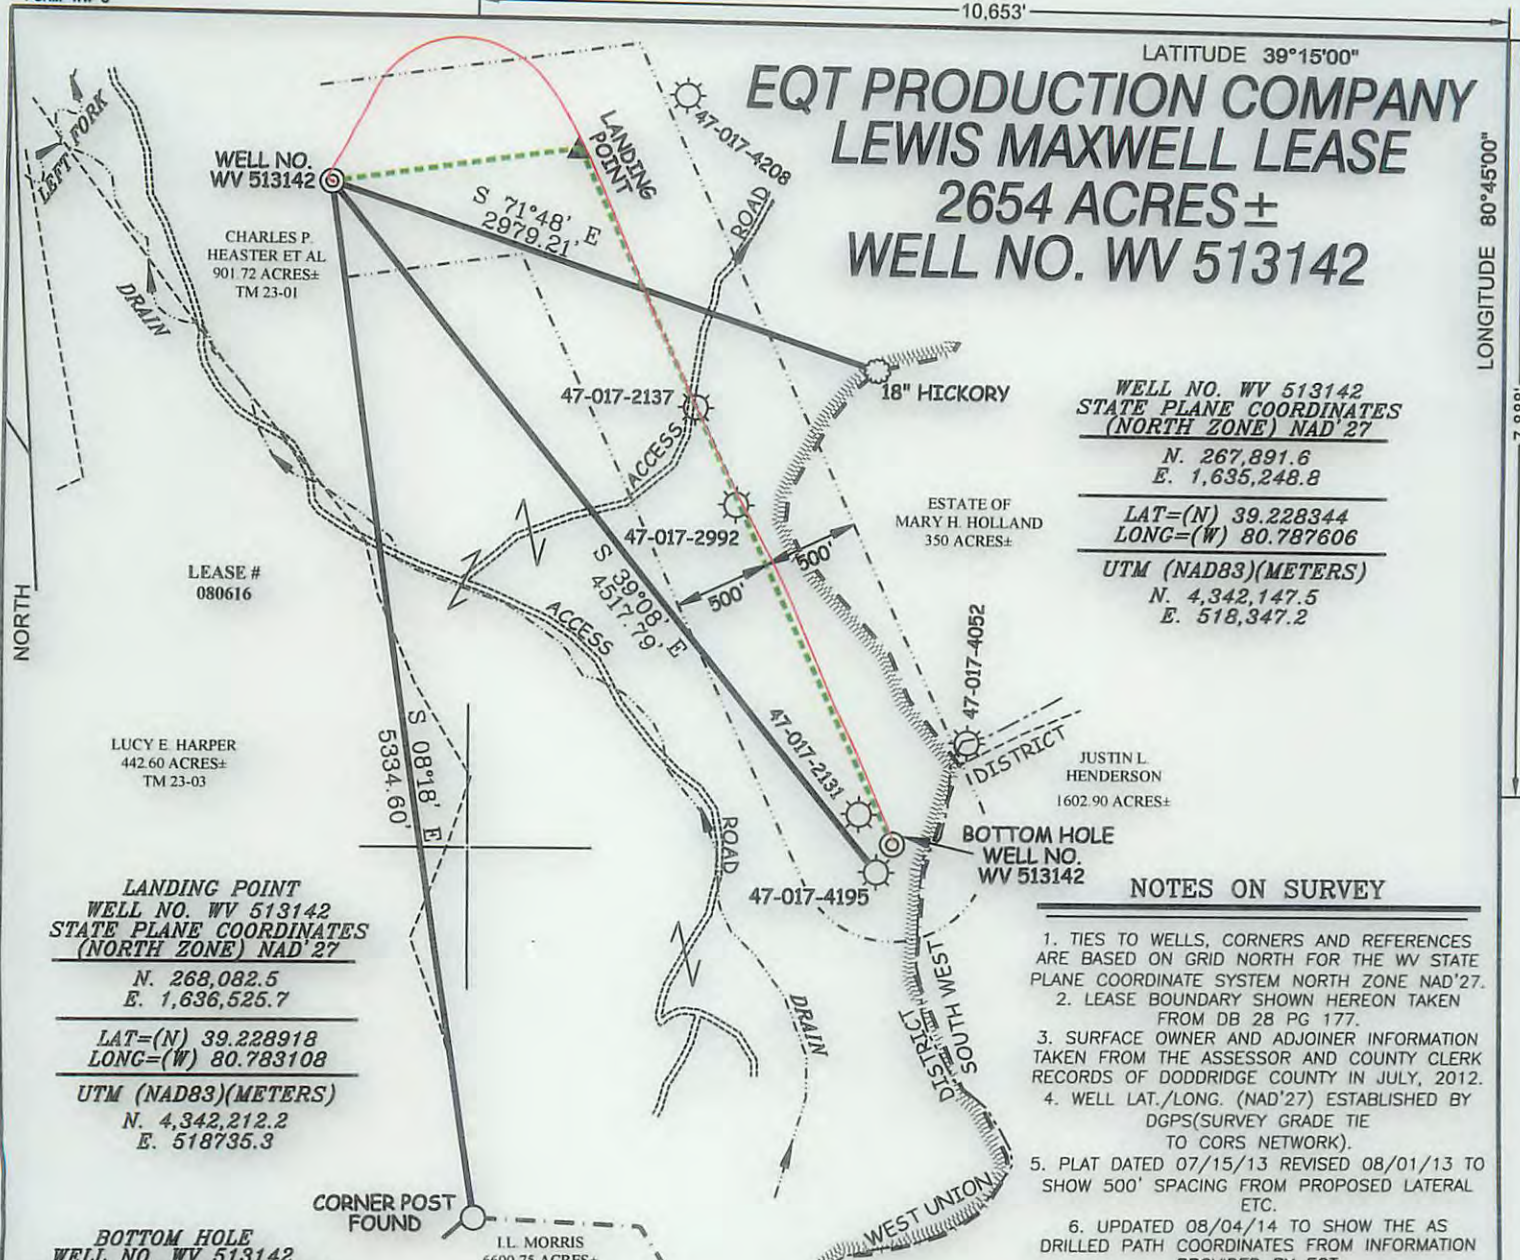 10,653'
LATITUDE 39°15'00"
EQT PRODUCTION COMPANY
LEWIS MAXWELL LEASE
2654 ACRES±
WELL NO. WV 513142
LONGITUDE 80°45'00"
LEFT FORK
WELL NO.
WV 513142
LANDING
POINT
47-017-4208
ROAD
S 71°48' E
2979.21'
CHARLES P.
HEASTER ET AL
901.72 ACRES±
TM 23-01
DRAIN
47-017-2137
18" HICKORY
WELL NO. WV 513142
STATE PLANE COORDINATES
(NORTH ZONE) NAD'27
N. 267,891.6
E. 1,635,248.8
LAT=(N) 39.228344
LONG=(W) 80.787606
UTM (NAD83)(METERS)
N. 4,342,147.5
E. 518,347.2
ACCESS
ESTATE OF
MARY H. HOLLAND
350 ACRES±
47-017-2992
500'
500'
S 39°08' E
4517.79'
LEASE #
080616
NORTH
ACCESS
47-017-4052
DISTRICT
JUSTIN L.
HENDERSON
1602.90 ACRES±
LUCY E. HARPER
442.60 ACRES±
TM 23-03
S 08°18' E
5334.60'
47-017-2131
ROAD
BOTTOM HOLE
WELL NO.
WV 513142
47-017-4195
LANDING POINT
WELL NO. WV 513142
STATE PLANE COORDINATES
(NORTH ZONE) NAD'27
N. 268,082.5
E. 1,636,525.7
LAT=(N) 39.228918
LONG=(W) 80.783108
UTM (NAD83)(METERS)
N. 4,342,212.2
E. 518735.3
DRAIN
DISTRICT
SOUTH WEST
NOTES ON SURVEY
1. TIES TO WELLS, CORNERS AND REFERENCES
ARE BASED ON GRID NORTH FOR THE WV STATE
PLANE COORDINATE SYSTEM NORTH ZONE NAD'27.
2. LEASE BOUNDARY SHOWN HEREON TAKEN
FROM DB 28 PG 177.
3. SURFACE OWNER AND ADJOINER INFORMATION
TAKEN FROM THE ASSESSOR AND COUNTY CLERK
RECORDS OF DODDRIDGE COUNTY IN JULY, 2012.
4. WELL LAT./LONG. (NAD'27) ESTABLISHED BY
DGPS(SURVEY GRADE TIE
TO CORS NETWORK).
5. PLAT DATED 07/15/13 REVISED 08/01/13 TO
SHOW 500' SPACING FROM PROPOSED LATERAL
ETC.
6. UPDATED 08/04/14 TO SHOW THE AS
DRILLED PATH COORDINATES FROM INFORMATION
WEST UNION
CORNER POST
FOUND
I.L. MORRIS
BOTTOM HOLE
WELL NO. WV 513142